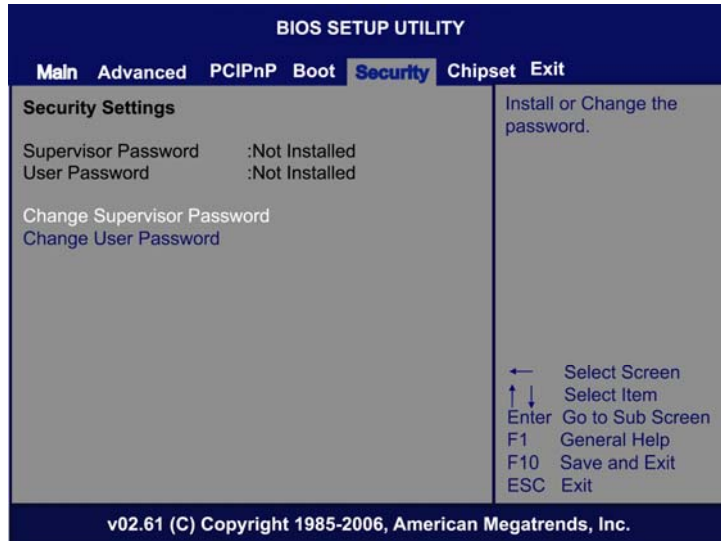 BIOS SETUP UTILITY
Main Advanced PCIPnP Boot Security Chipset Exit
Security Settings
Supervisor Password :Not Installed
User Password :Not Installed
Change Supervisor Password
Change User Password
Install or Change the
password.
← Select Screen
↑↓ Select Item
Enter Go to Sub Screen
F1 General Help
F10 Save and Exit
ESC Exit
v02.61 (C) Copyright 1985-2006, American Megatrends, Inc.